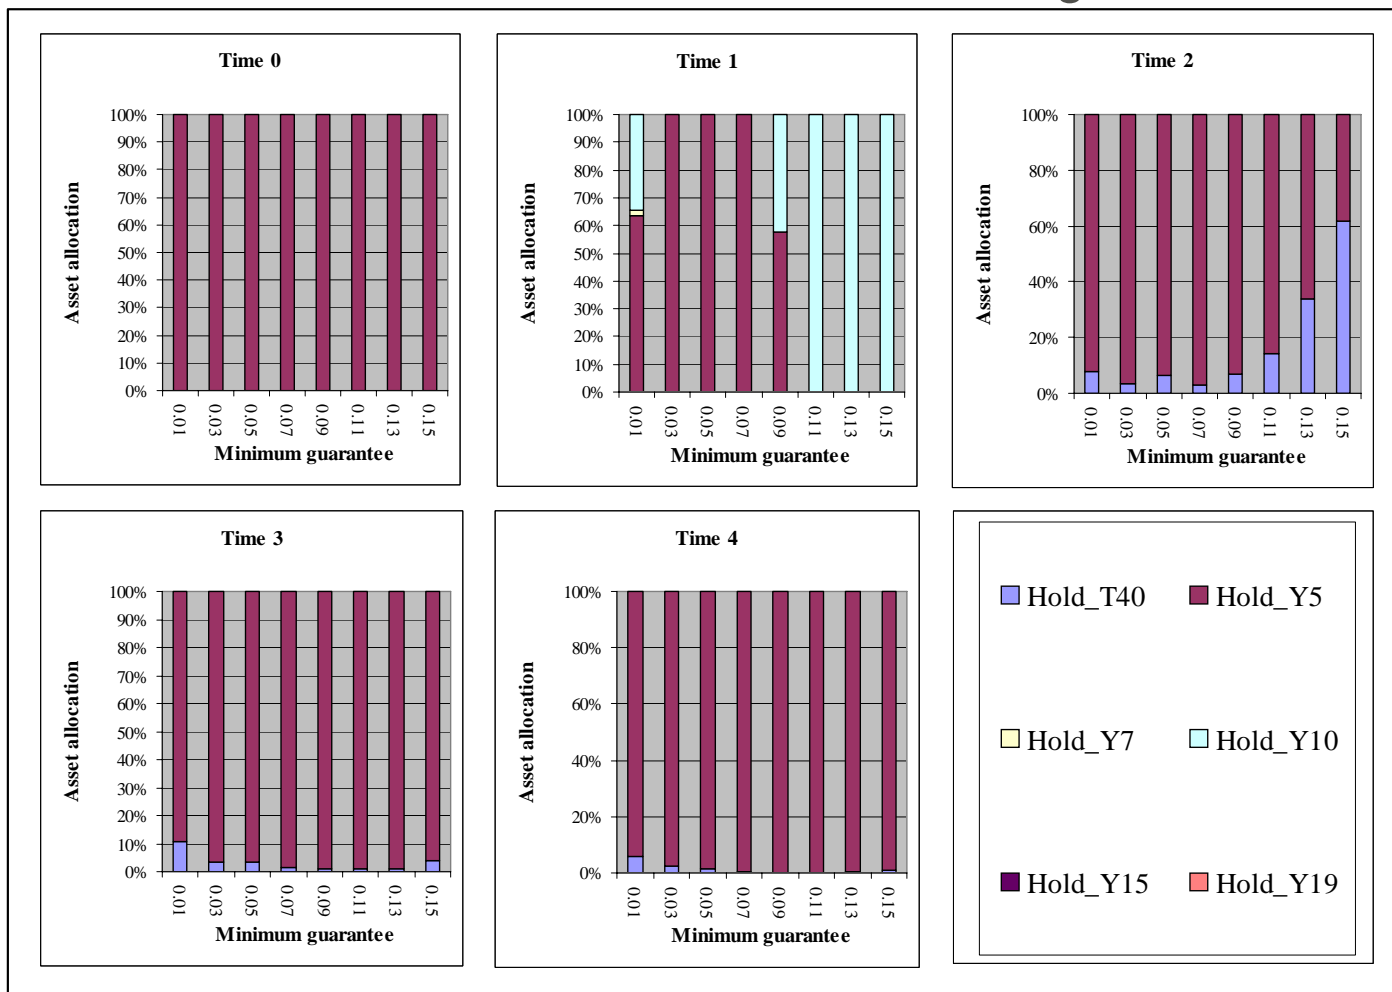 Time 0
Asset allocation
100%
90%
80%
70%
60%
50%
40%
30%
20%
10%
0%
0.01 0.03 0.05 0.07 0.09 0.11 0.13 0.15
Minimum guarantee
Time 1
Asset allocation
100%
90%
80%
70%
60%
50%
40%
30%
20%
10%
0%
0.01 0.03 0.05 0.07 0.09 0.11 0.13 0.15
Minimum guarantee
Time 2
Asset allocation
100%
80%
60%
40%
20%
0%
0.01 0.03 0.05 0.07 0.09 0.11 0.13 0.15
Minimum guarantee
Time 3
Asset allocation
100%
90%
80%
70%
60%
50%
40%
30%
20%
10%
0%
0.01 0.03 0.05 0.07 0.09 0.11 0.13 0.15
Minimum guarantee
Time 4
Asset allocation
100%
80%
60%
40%
20%
0%
0.01 0.03 0.05 0.07 0.09 0.11 0.13 0.15
Minimum guarantee
Hold_T40 Hold_Y5
Hold_Y7 Hold_Y10
Hold_Y15 Hold_Y19